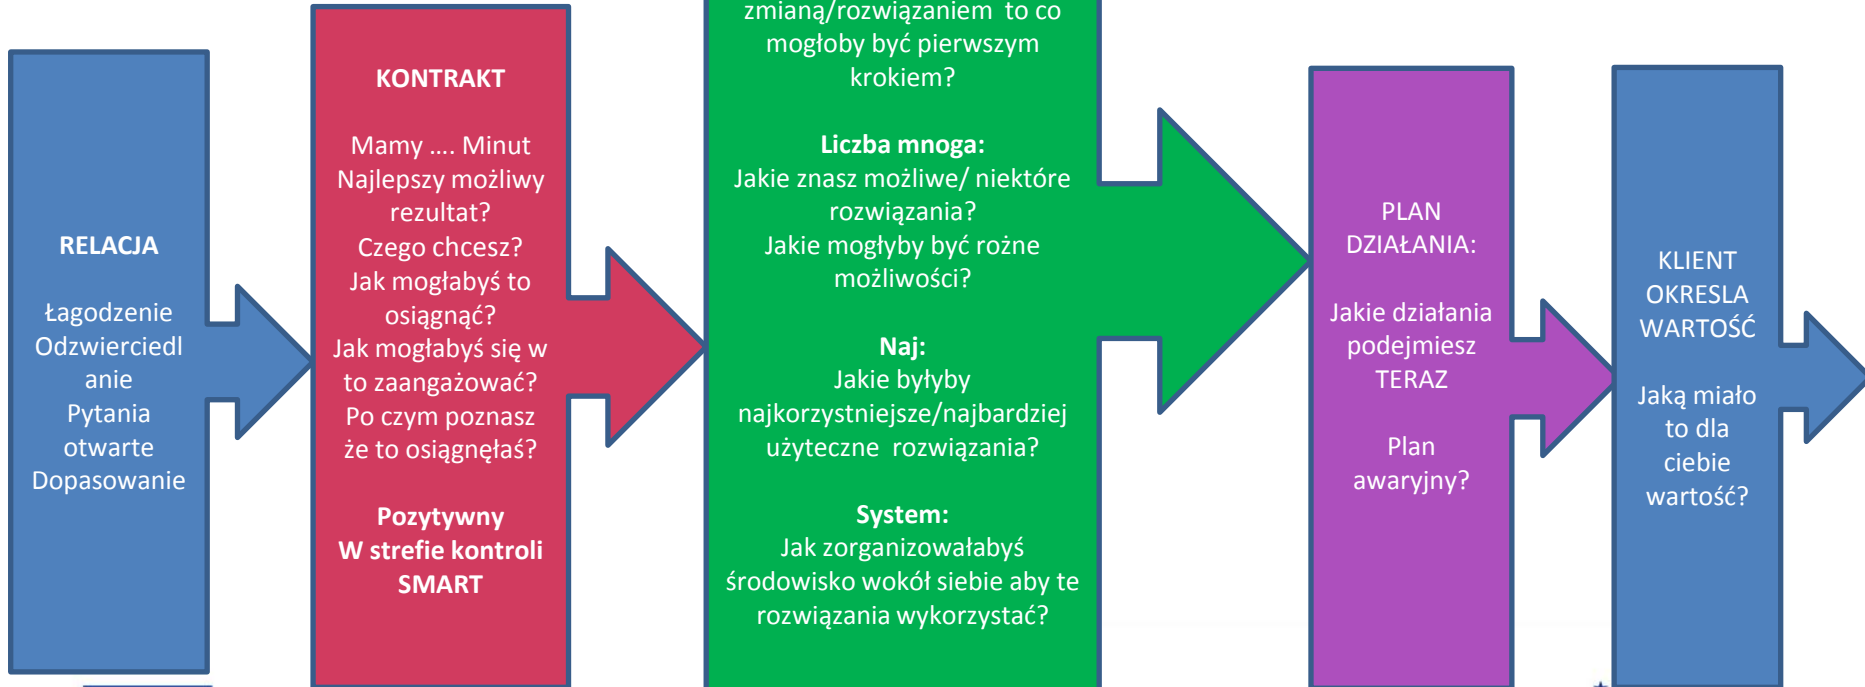 RELACJA
Łagodzenie
Odzwierciedl
anie
Pytania
otwarte
Dopasowanie
KONTRAKT
Mamy .... Minut
Najlepszy możliwy
rezultat?
Czego chcesz?
Jak mogłabyś to
osiągnąć?
Jak mogłabyś się w
to zaangażować?
Po czym poznasz
że to osiągnęłaś?
Pozytywny
W strefie kontroli
SMART
zmianą/rozwiązaniem to co
mogłoby być pierwszym
krokiem?
Liczba mnoga:
Jakie znasz możliwe/ niektóre
rozwiązania?
Jakie mogłyby być rożne
możliwości?
Naj:
Jakie byłyby
najkorzystniejsze/najbardziej
użyteczne rozwiązania?
System:
Jak zorganizowałabyś
środowisko wokół siebie aby te
rozwiązania wykorzystać?
PLAN
DZIAŁANIA:
Jakie działania
podejmiesz
TERAZ
Plan
awaryjny?
KLIENT
OKRESLA
WARTOŚĆ
Jaką miało
to dla
ciebie
wartość?